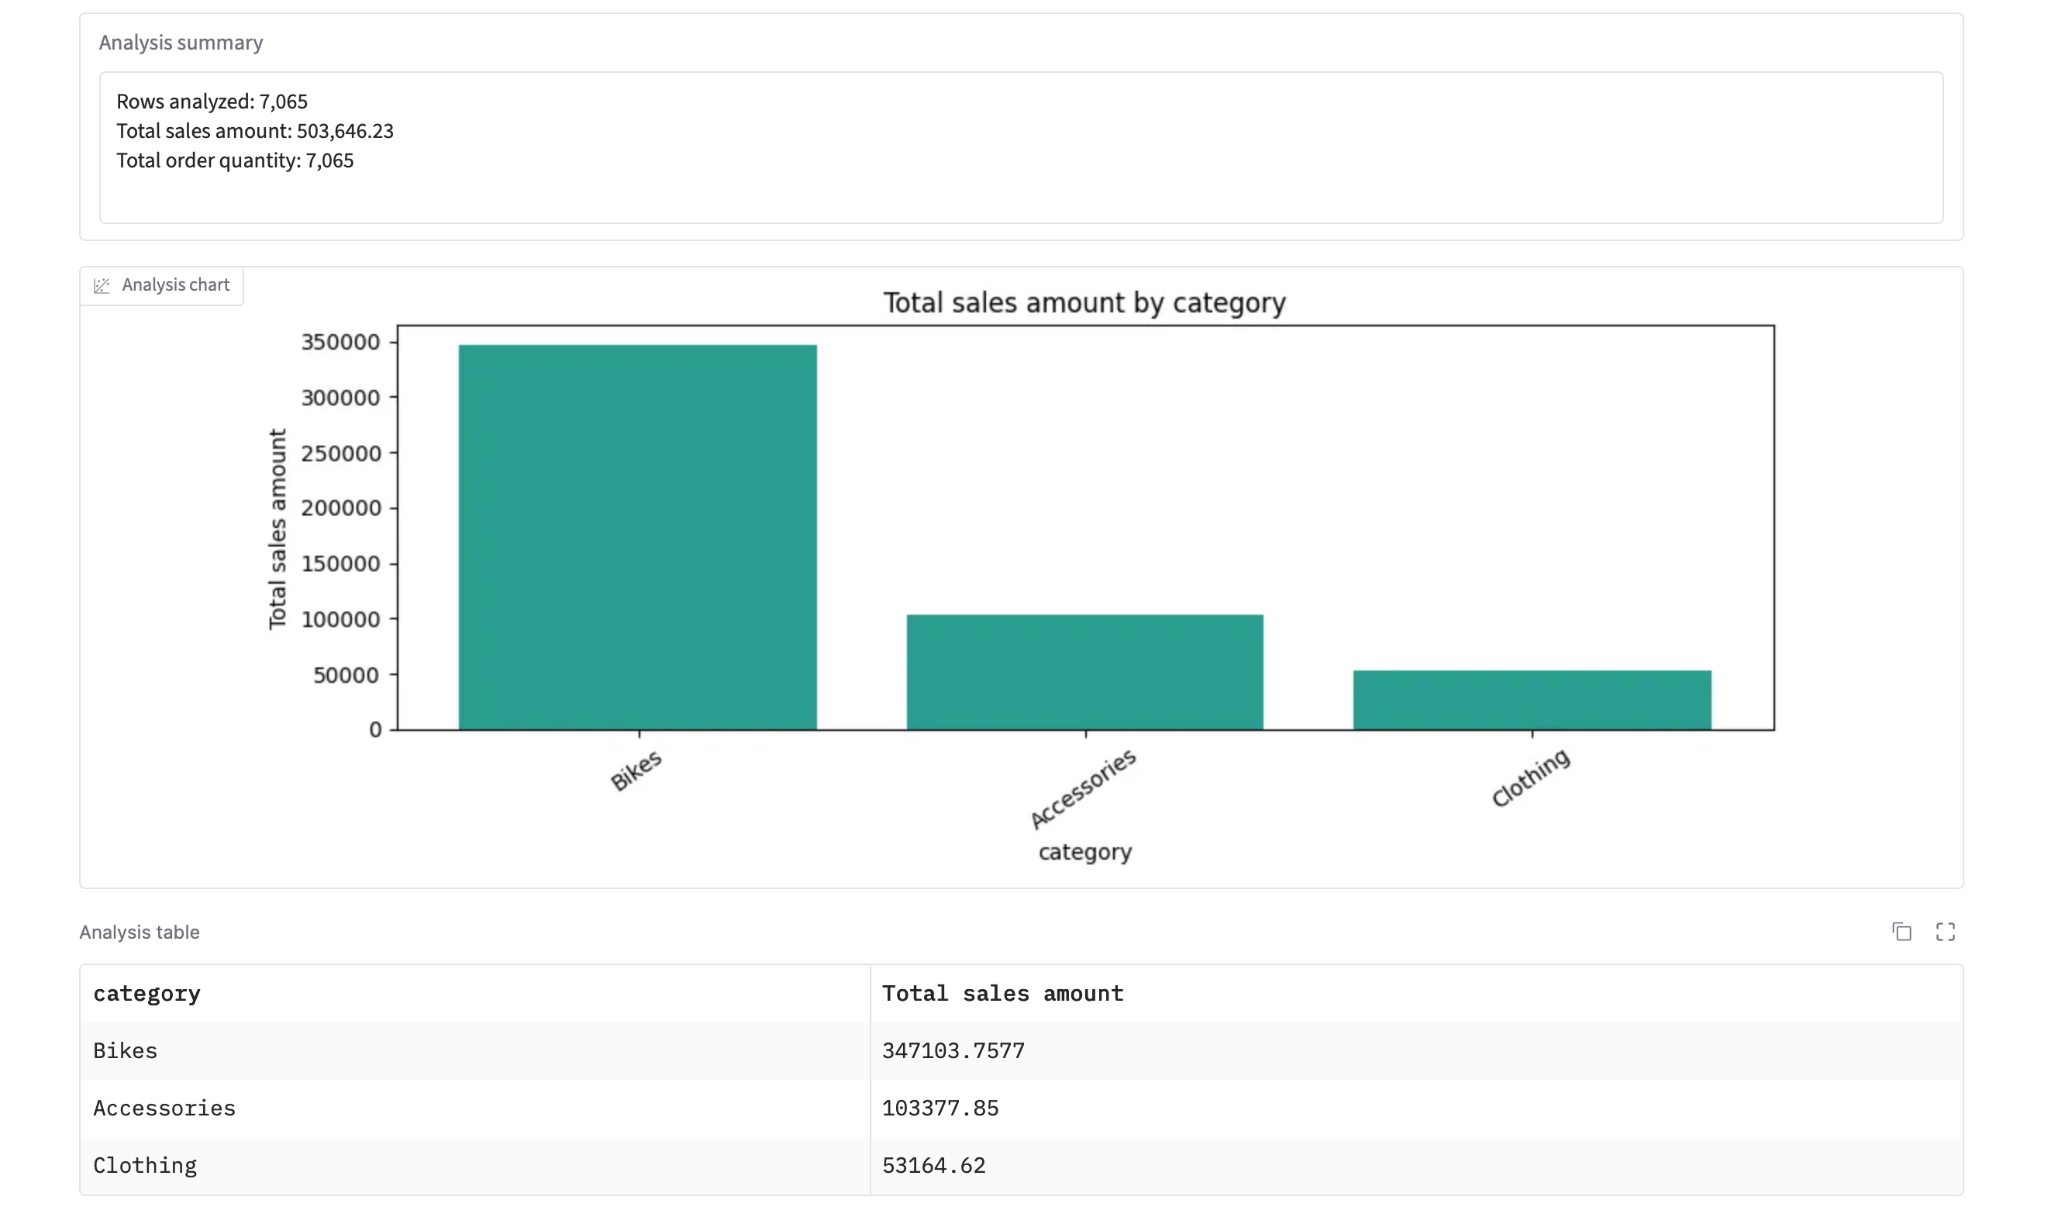 Analysis summary
Rows analyzed: 7,065
Total sales amount: 503,646.23
Total order quantity: 7,065
Analysis chart
Total sales amount by category
Total sales amount
350000
300000
250000
200000
150000
100000
50000
0
Bikes
Accessories
Clothing
category
Analysis table
category Total sales amount
Bikes 347103.7577
Accessories 103377.85
Clothing 53164.62